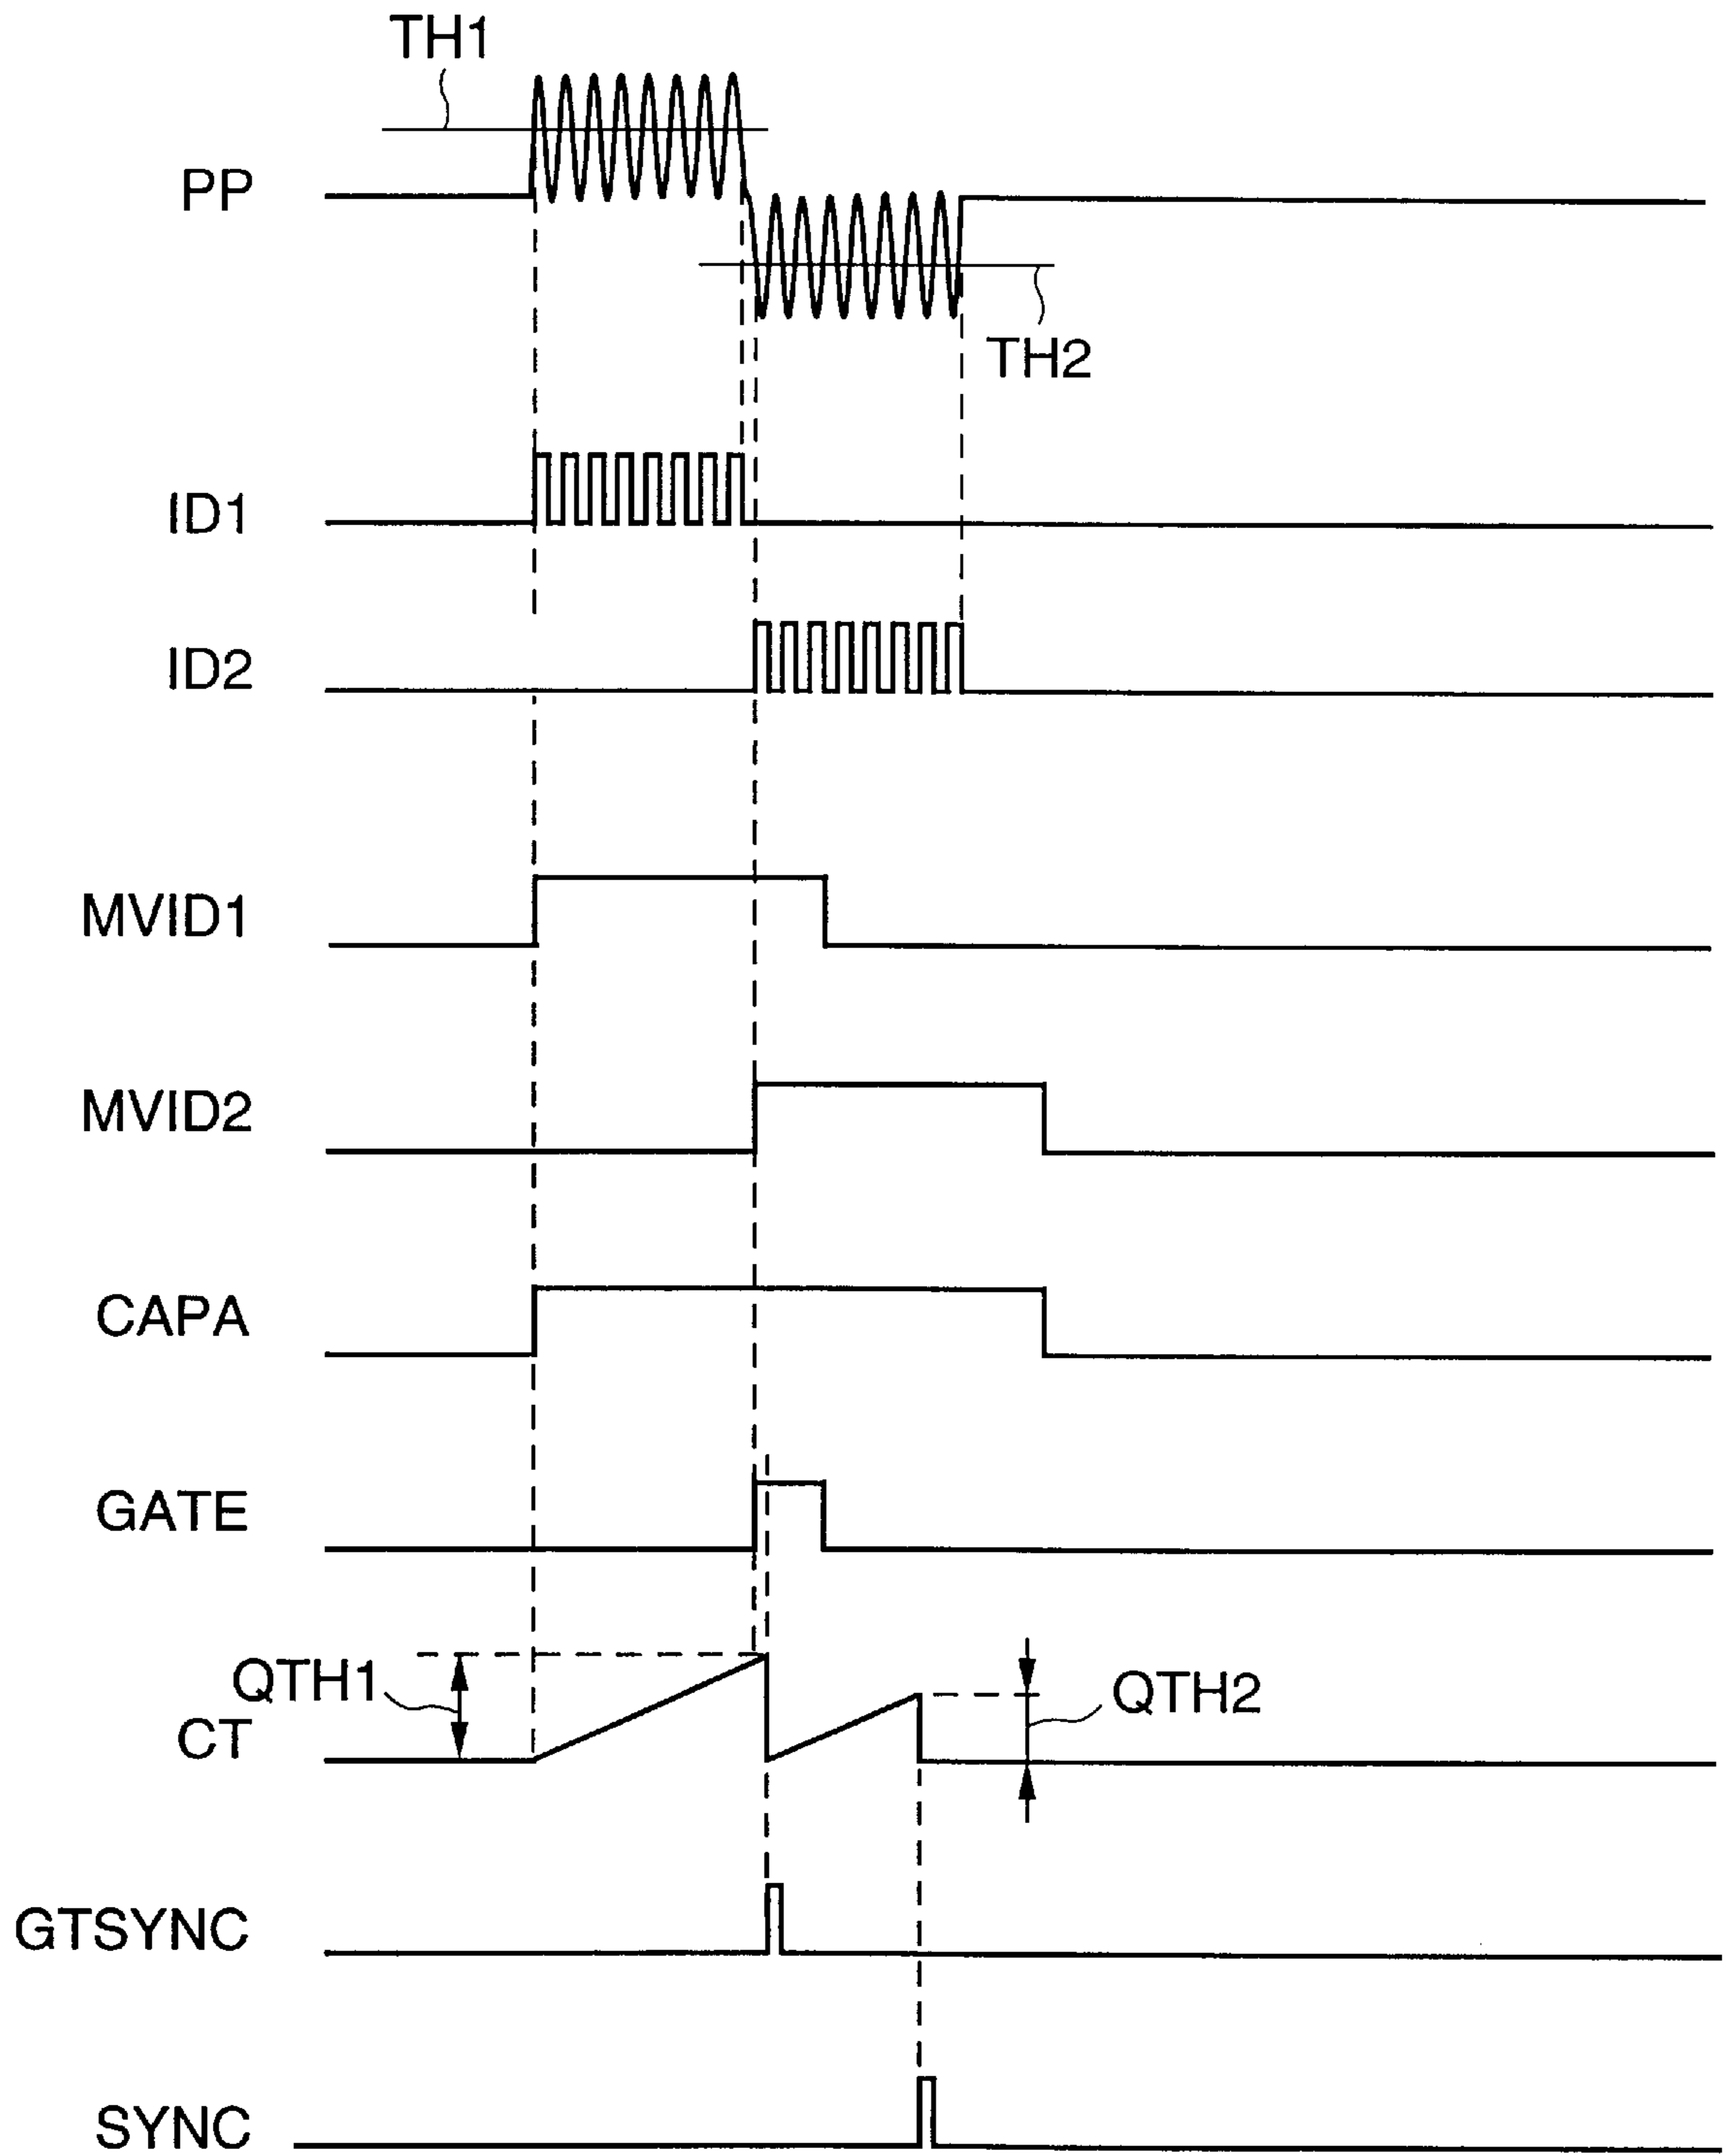 TH1
PP
TH2
ID1
ID2
MVID1
MVID2
CAPA
GATE
QTH1
QTH2
CT
GTSYNC
SYNC